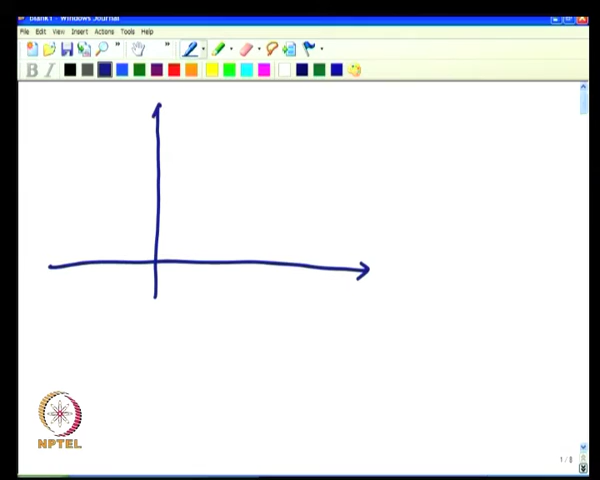 Blank1 - Windows Journal
File Edit View Insert Actions Tools Help
B I
NPTEL
1 / 8